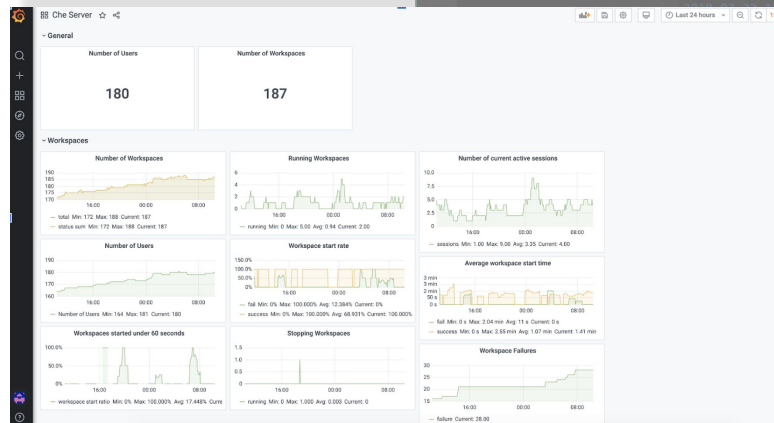 Che Server
Last 24 hours
General
Number of Users
180
Number of Workspaces
187
Workspaces
Number of Workspaces
190
185
180
175
170
16:00 00:00 08:00
total Min: 172 Max: 188 Current: 187
status sum Min: 172 Max: 188 Current: 187
Running Workspaces
6
4
2
0
16:00 00:00 08:00
running Min: 0 Max: 5.00 Avg: 0.94 Current: 2.00
Number of current active sessions
10.0
7.5
5.0
2.5
0
16:00 00:00 08:00
sessions Min: 1.00 Max: 9.00 Avg: 3.35 Current: 4.00
Number of Users
190
180
170
160
16:00 00:00 08:00
Number of Users Min: 164 Max: 181 Current: 180
Workspace start rate
150.0%
100.0%
50.0%
0%
16:00 00:00 08:00
fail Min: 0% Max: 100.000% Avg: 12.384% Curre: 0%
success Min: 0% Max: 100.000% Avg: 68.931% Current: 100.000%
Average workspace start time
3 min
3 min
2 min
50 s
0 s
16:00 00:00 08:00
fail Min: 0 s Max: 2.04 min Avg: 11 s Current: 0 s
success Min: 0 s Max: 2.55 min Avg: 1.07 min Current: 1.41 min
Workspaces started under 60 seconds
100.0%
50.0%
0%
16:00 00:00 08:00
workspace start ratio Min: 0% Max: 100.000% Avg: 17.448% Curre
Stopping Workspaces
1.5
1.0
0.5
0
16:00 00:00 08:00
running Min: 0 Max: 1.000 Avg: 0.003 Current: 0
Workspace Failures
30
25
20
15
16:00 00:00 08:00
failure Current: 28.00